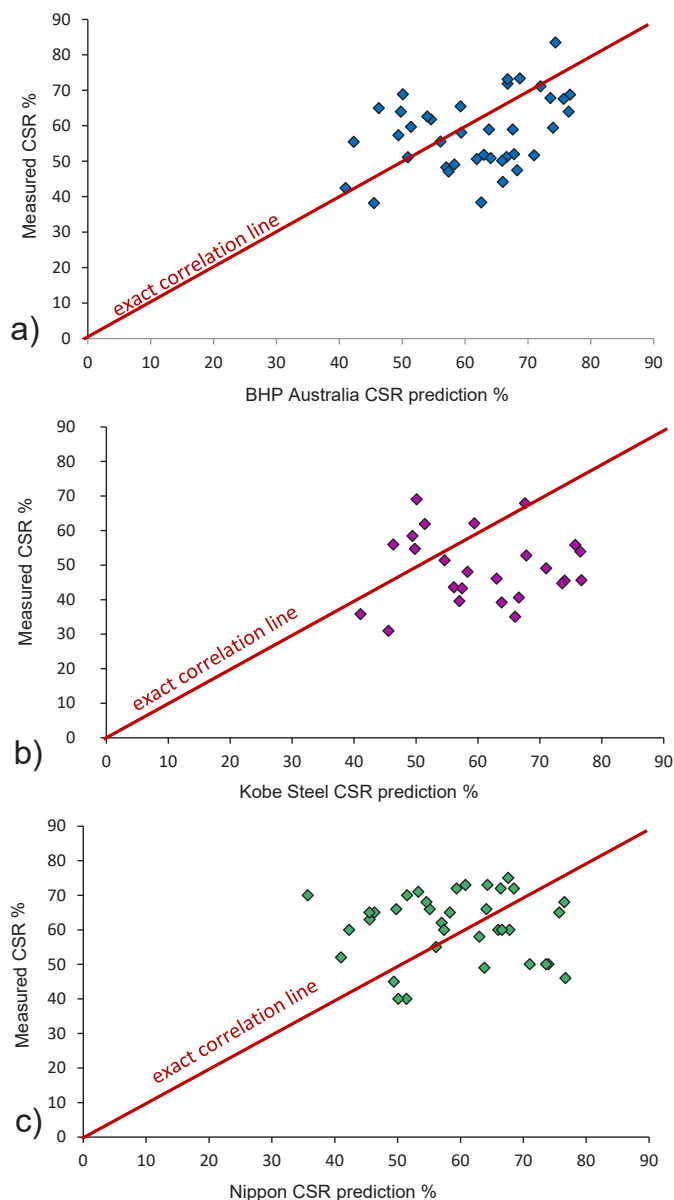 90
80
70
60
50
40
30
20
10
0
Measured CSR %
exact correlation line
a)
0 10 20 30 40 50 60 70 80 90
BHP Australia CSR prediction %
90
80
70
60
50
40
30
20
10
0
Measured CSR %
exact correlation line
b)
0 10 20 30 40 50 60 70 80 90
Kobe Steel CSR prediction %
90
80
70
60
50
40
30
20
10
0
Measured CSR %
exact correlation line
c)
0 10 20 30 40 50 60 70 80 90
Nippon CSR prediction %